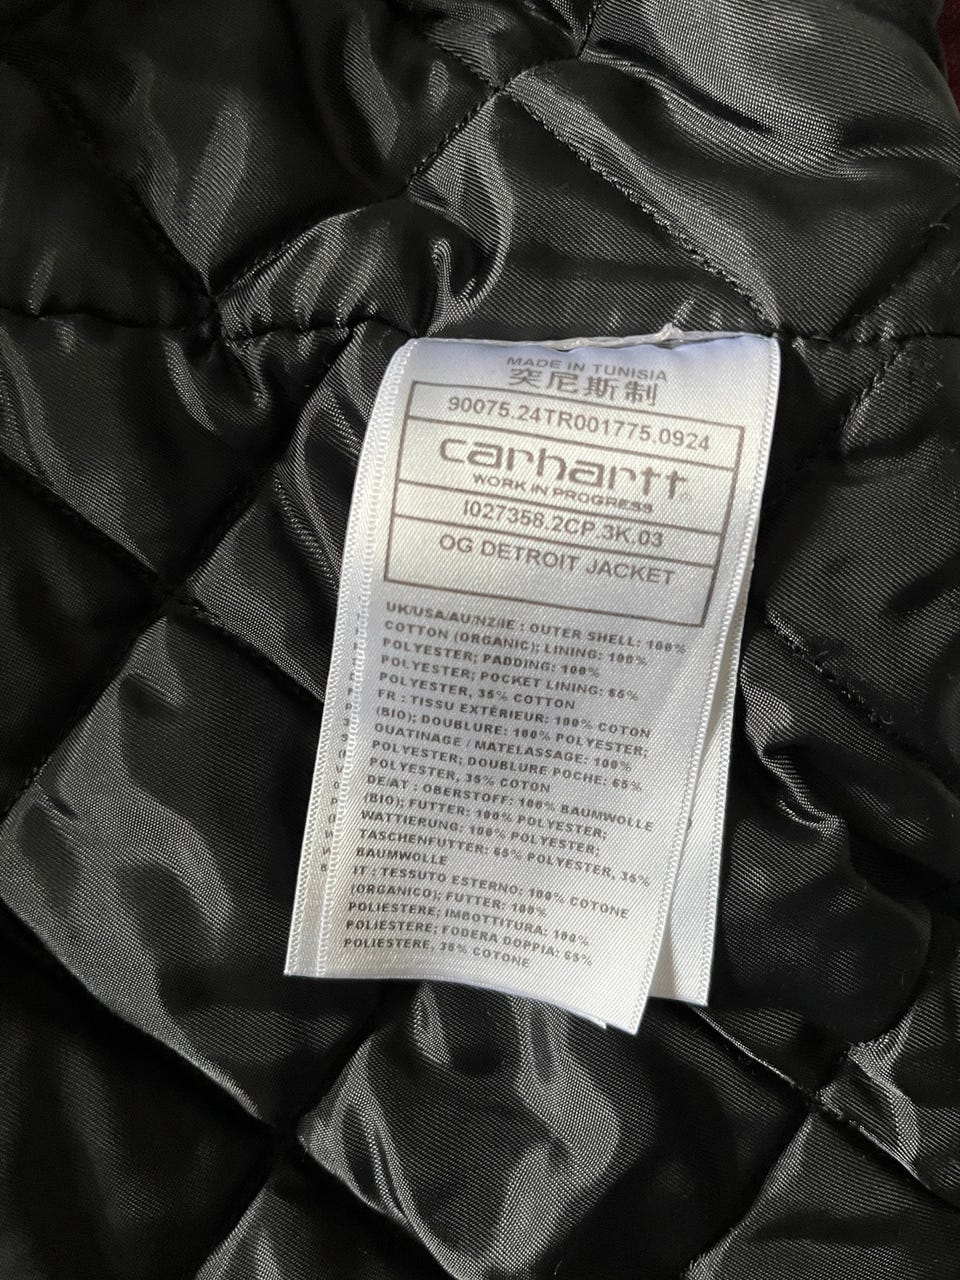 MADE IN TUNISIA
突尼斯制
90075.24TR001775.0924
carhartt
WORK IN PROGRESS
I027358.2CP.3K.03
OG DETROIT JACKET
UK/USA/AU/NZ/IE : OUTER SHELL: 100%
COTTON (ORGANIC); LINING: 100%
POLYESTER; PADDING: 100%
POLYESTER; POCKET LINING: 65%
POLYESTER, 35% COTTON
FR : TISSU EXTÉRIEUR: 100% COTON
(BIO); DOUBLURE: 100% POLYESTER;
OUATINAGE / MATELASSAGE: 100%
POLYESTER; DOUBLURE POCHE: 65%
POLYESTER, 35% COTON
DE/AT : OBERSTOFF: 100% BAUMWOLLE
(BIO); FUTTER: 100% POLYESTER;
WATTIERUNG: 100% POLYESTER;
TASCHENFUTTER: 65% POLYESTER, 35%
BAUMWOLLE
IT : TESSUTO ESTERNO: 100% COTONE
(ORGANICO); FUTTER: 100%
POLIESTERE; IMBOTTITURA: 100%
POLIESTERE; FODERA DOPPIA: 65%
POLIESTERE, 35% COTONE